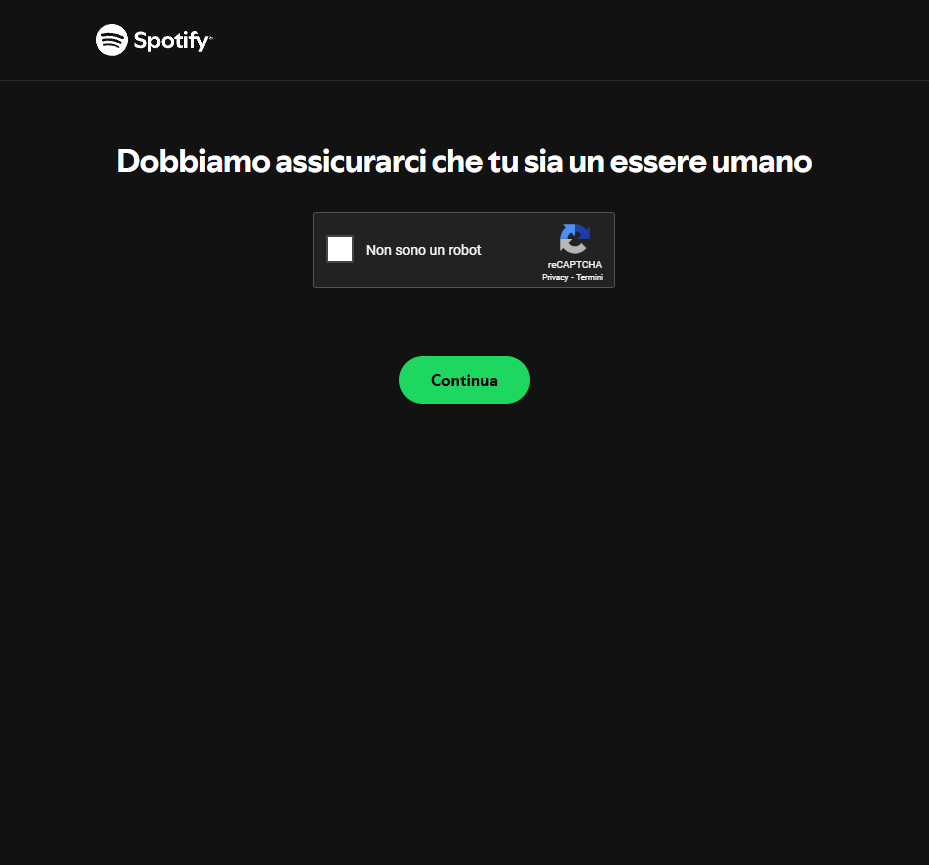 Spotify
Dobbiamo assicurarci che tu sia un essere umano
Non sono un robot
reCAPTCHA
Privacy - Termini
Continua